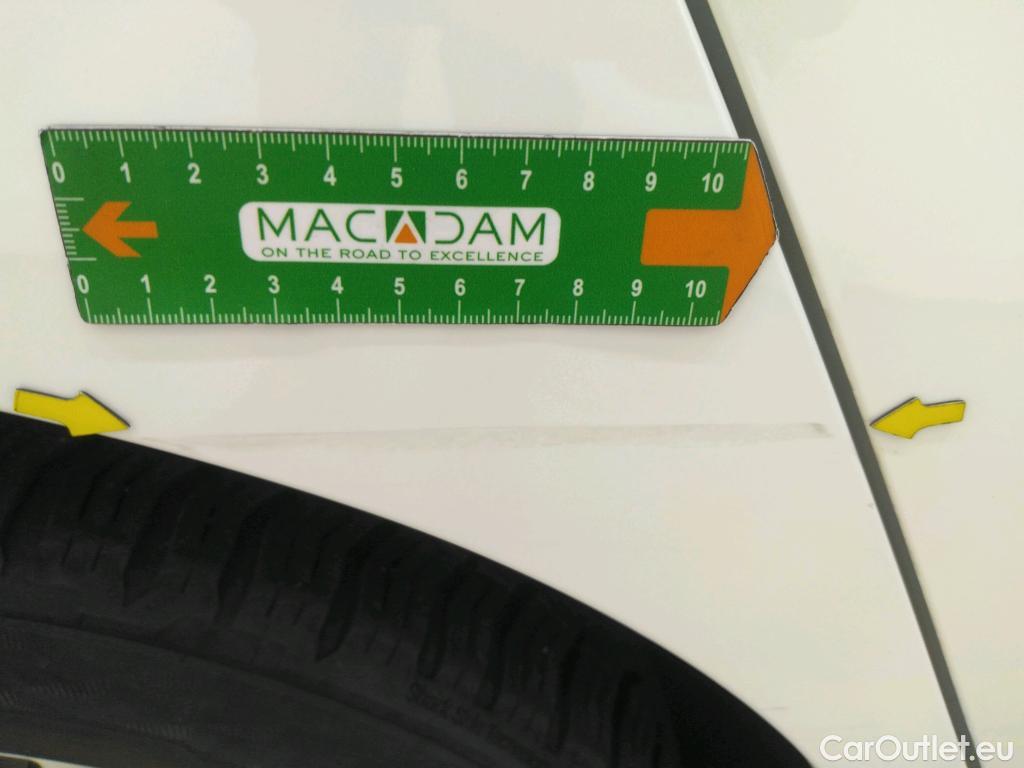 0 1 2 3 4 5 6 7 8 9 10
MACADAM
ON THE ROAD TO EXCELLENCE
0 1 2 3 4 5 6 7 8 9 10
CarOutlet.eu